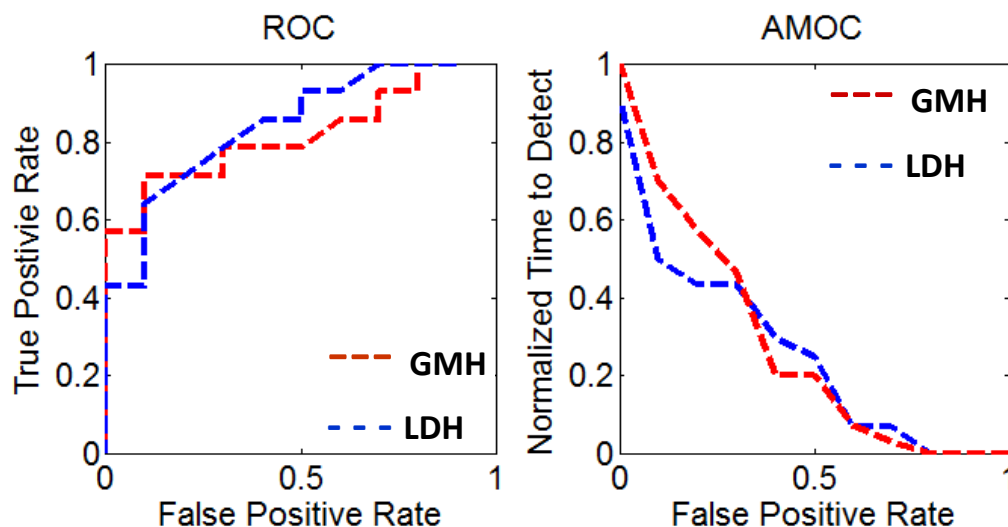 ROC
1
0.8
0.6
0.4
0.2
0
0
0.5
1
True Postivie Rate
False Positive Rate
GMH
LDH
AMOC
1
0.8
0.6
0.4
0.2
0
0
0.5
1
Normalized Time to Detect
False Positive Rate
GMH
LDH